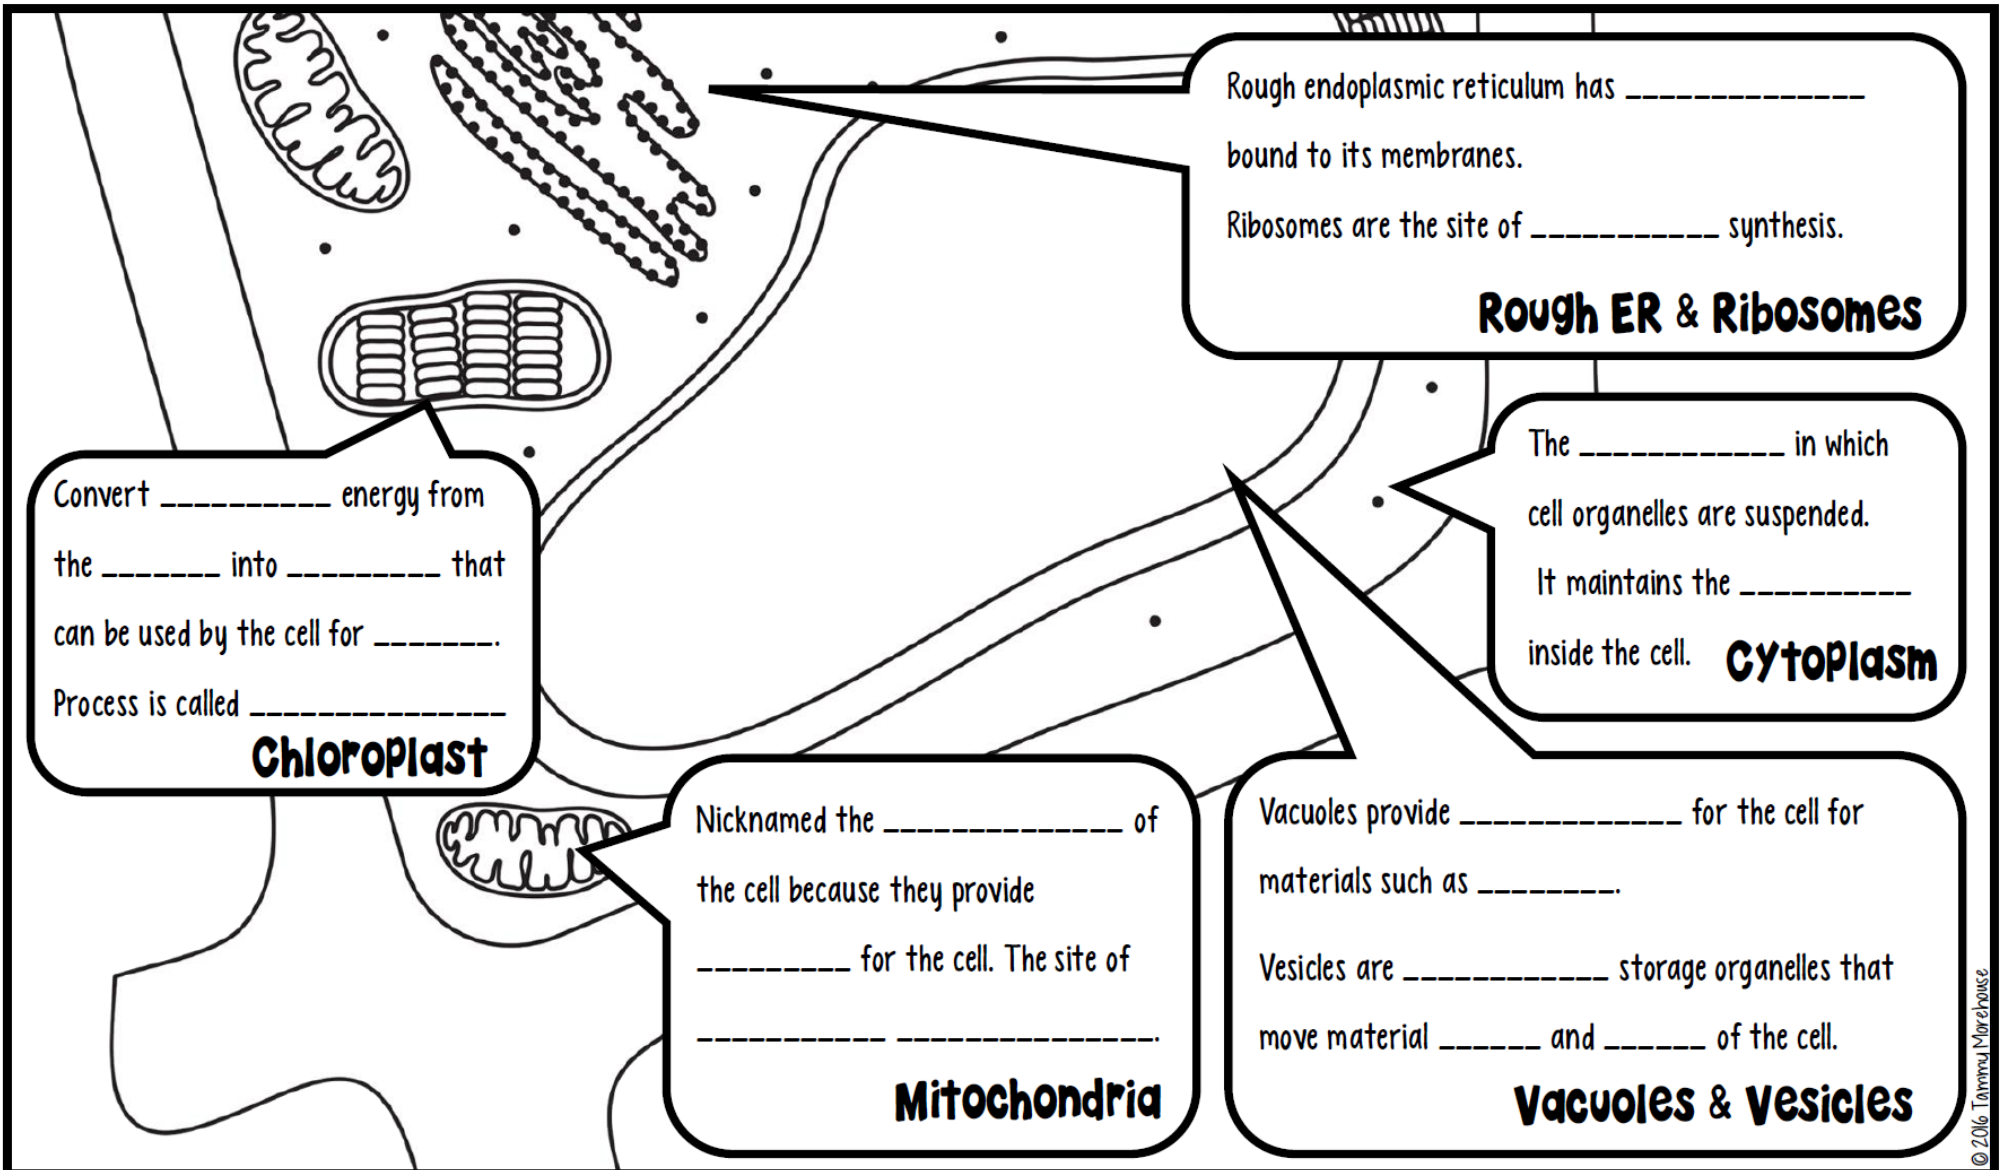 Rough endoplasmic reticulum has ______________
bound to its membranes.
Ribosomes are the site of ___________ synthesis.
Rough ER & Ribosomes
The ____________ in which
cell organelles are suspended.
It maintains the __________
inside the cell.
Cytoplasm
Convert __________ energy from
the _______ into _________ that
can be used by the cell for _______.
Process is called _______________
Chloroplast
Nicknamed the ______________ of
the cell because they provide
_________ for the cell. The site of
___________ _______________.
Mitochondria
Vacuoles provide _____________ for the cell for
materials such as ________.
Vesicles are ____________ storage organelles that
move material ______ and ______ of the cell.
Vacuoles & Vesicles
© 2016 Tammy Morehouse